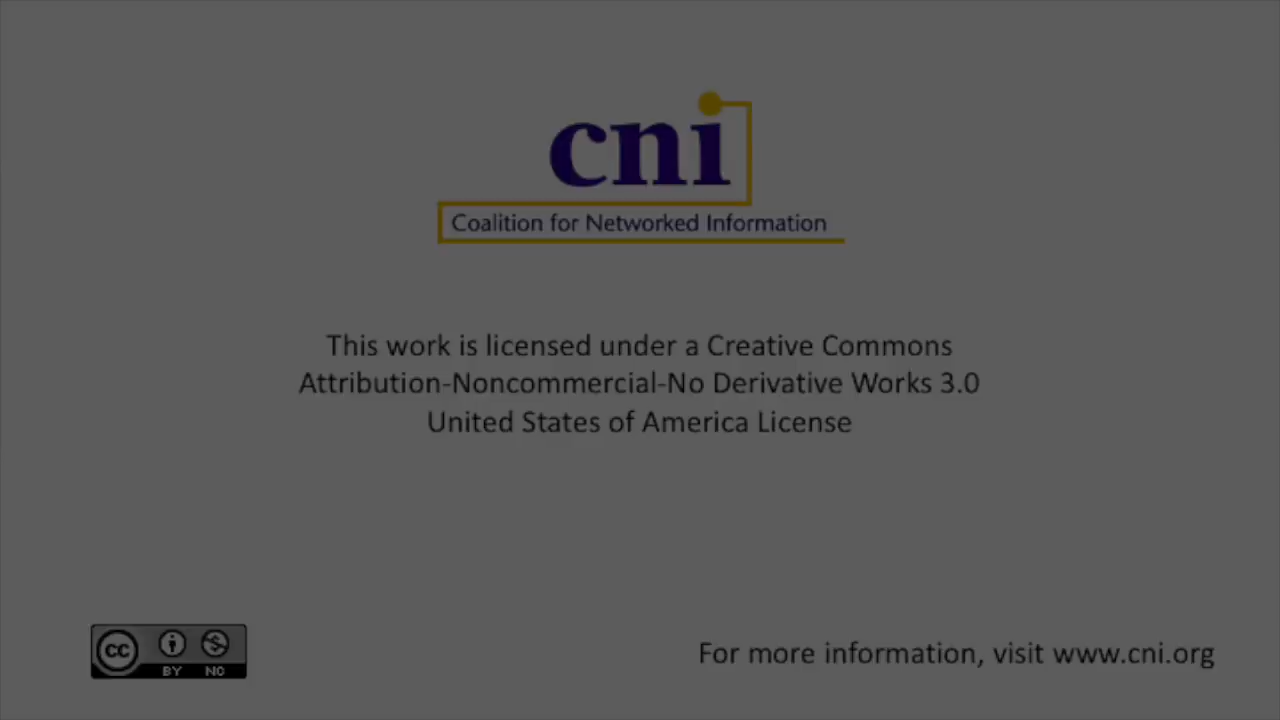 cni
Coalition for Networked Information
This work is licensed under a Creative Commons
Attribution-Noncommercial-No Derivative Works 3.0
United States of America License
cc
BY NC
For more information, visit www.cni.org